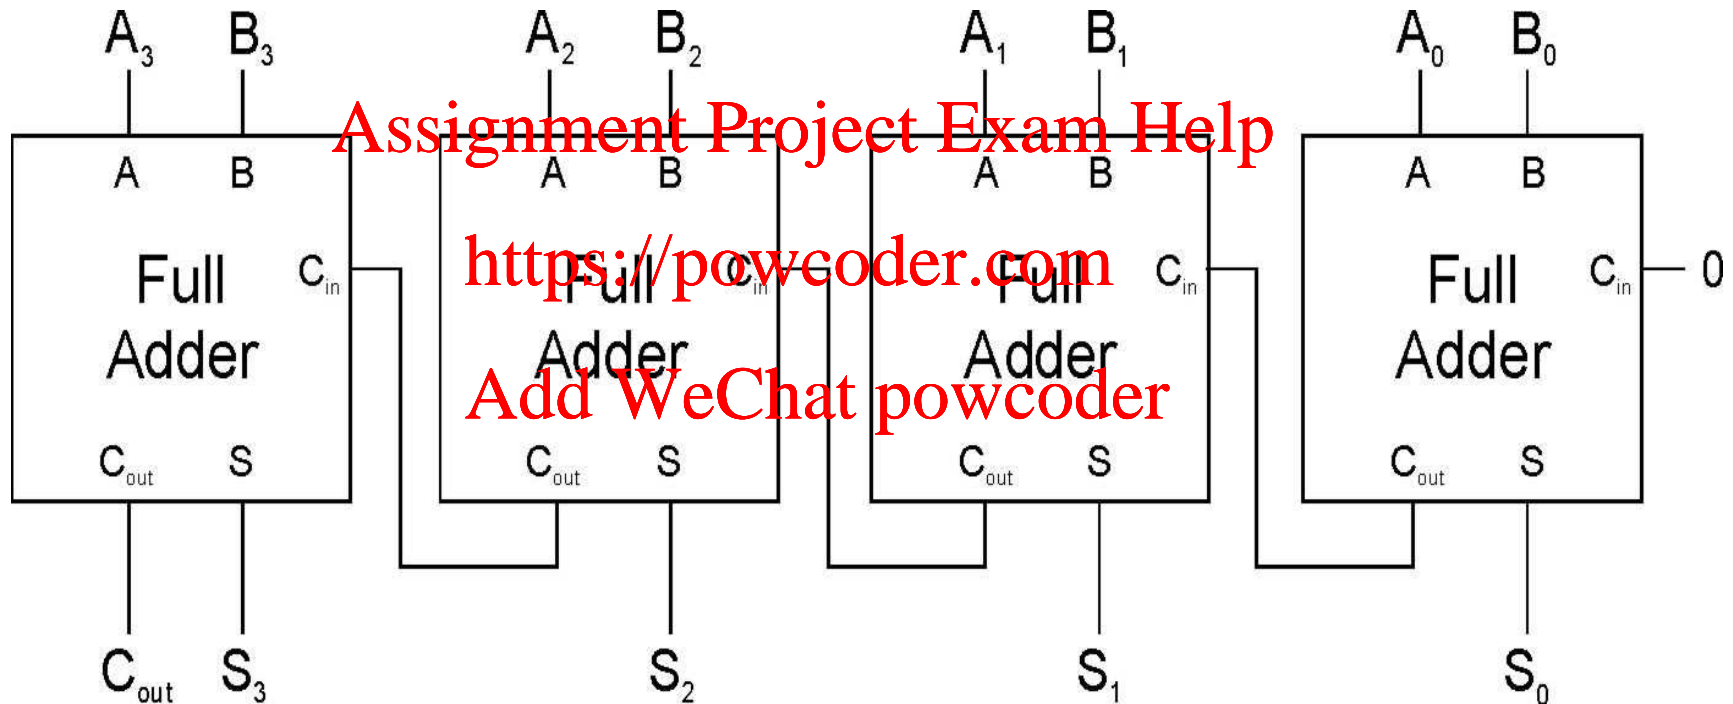 A3 B3 A2 B2 A1 B1 A0 B0
Assignment Project Exam Help
A B A B A B A B
https://powcoder.com
Full Cin Full Cin Full Cin Full Cin 0
Adder Adder Adder Adder
Add WeChat powcoder
Cout S Cout S Cout S Cout S
Cout S3 S2 S1 S0